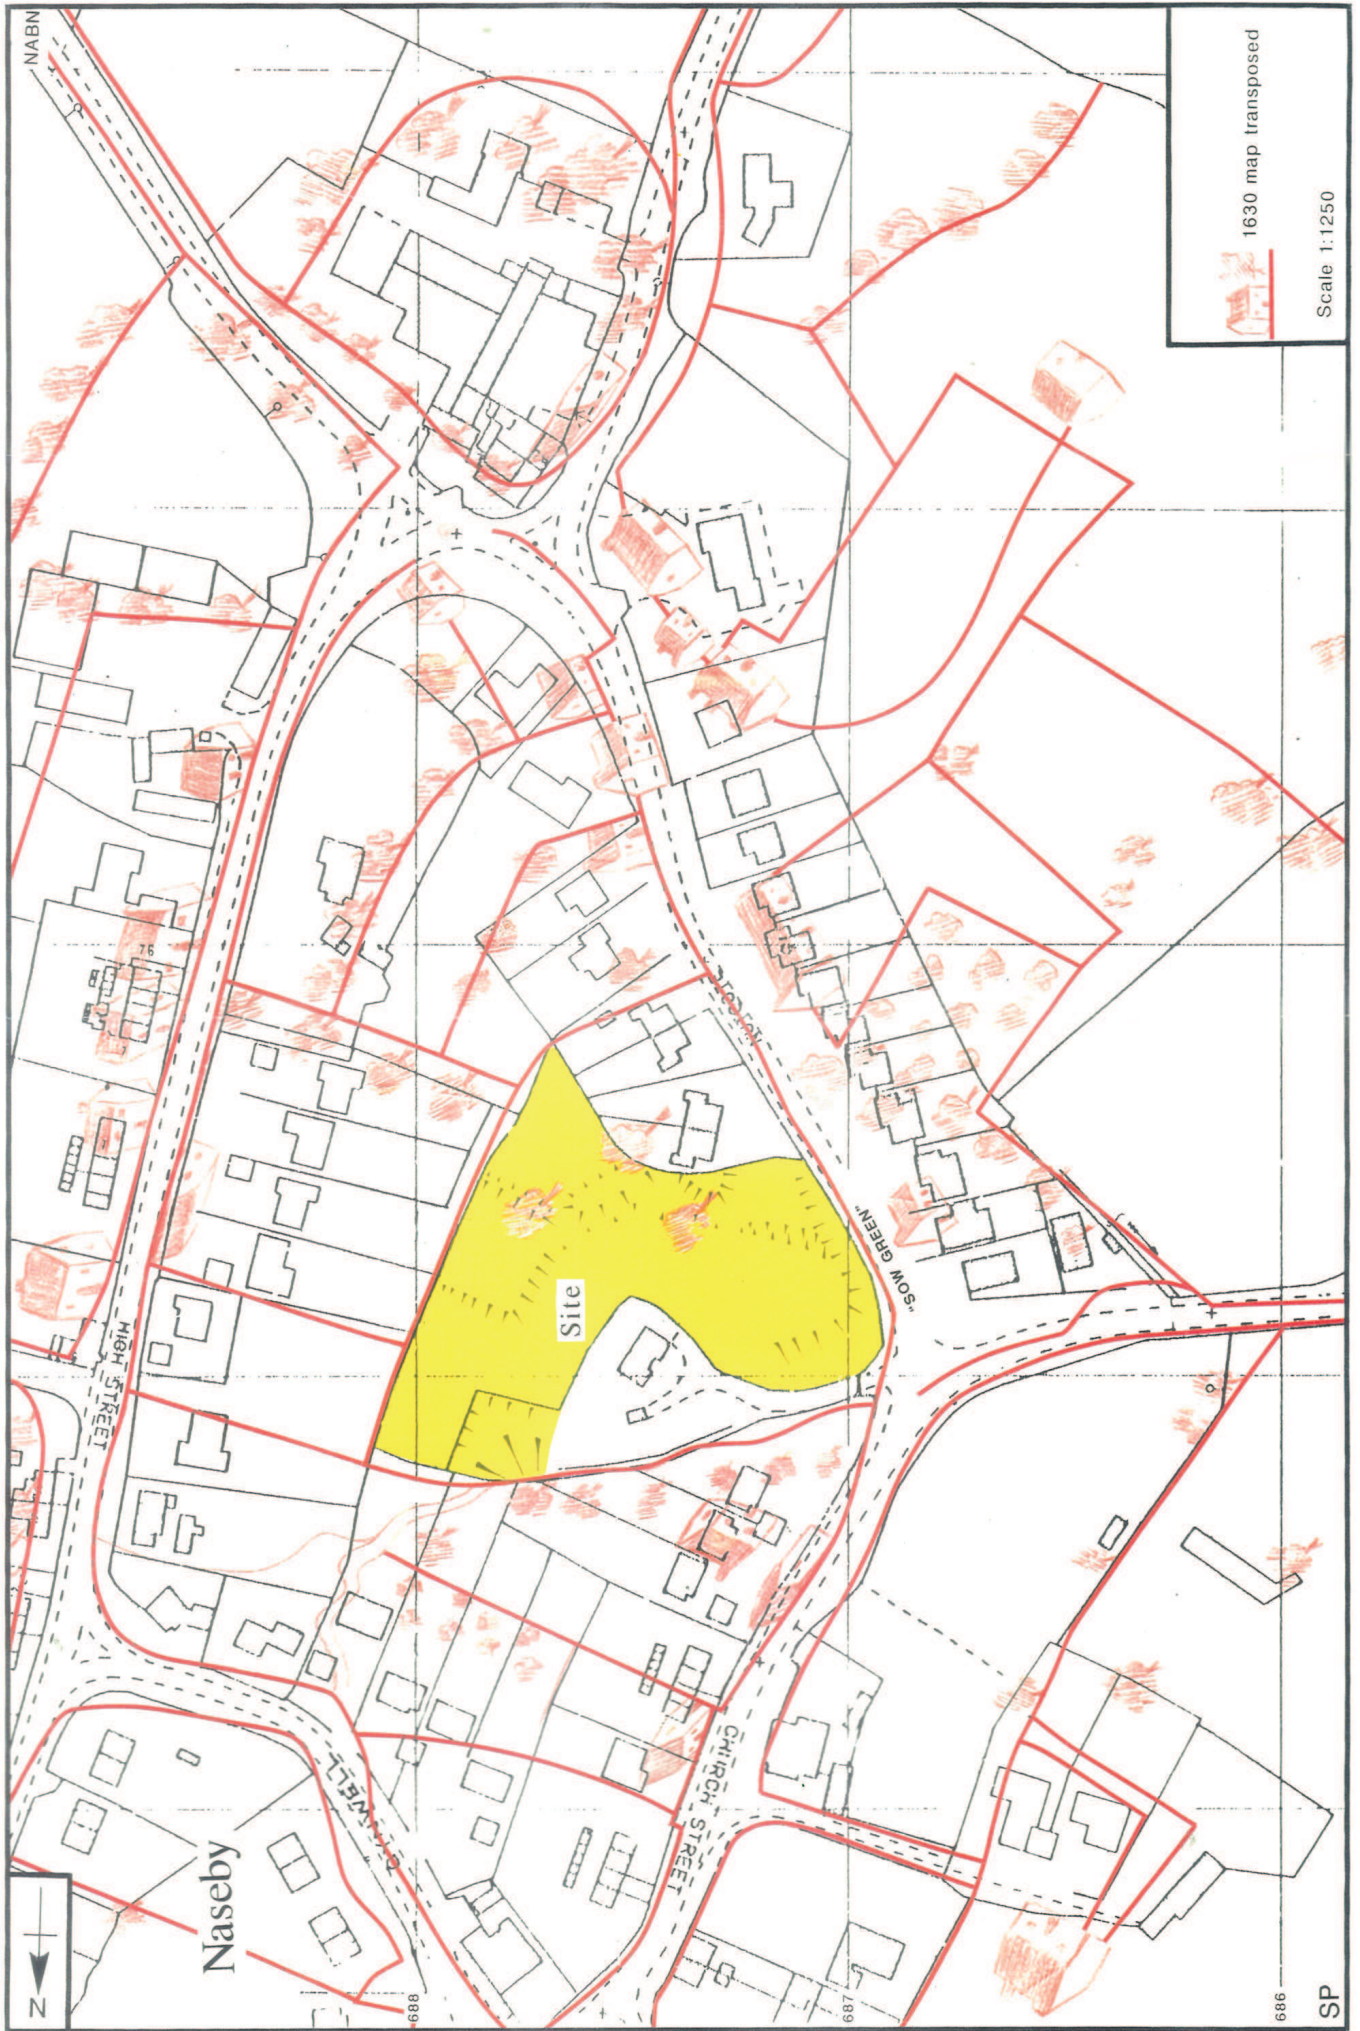 NABN
1630 map transposed
Scale 1:1250
76
75
"SOW GREEN"
Site
HIGH STREET
CHURCH STREET
Naseby
N
688
687
686
SP